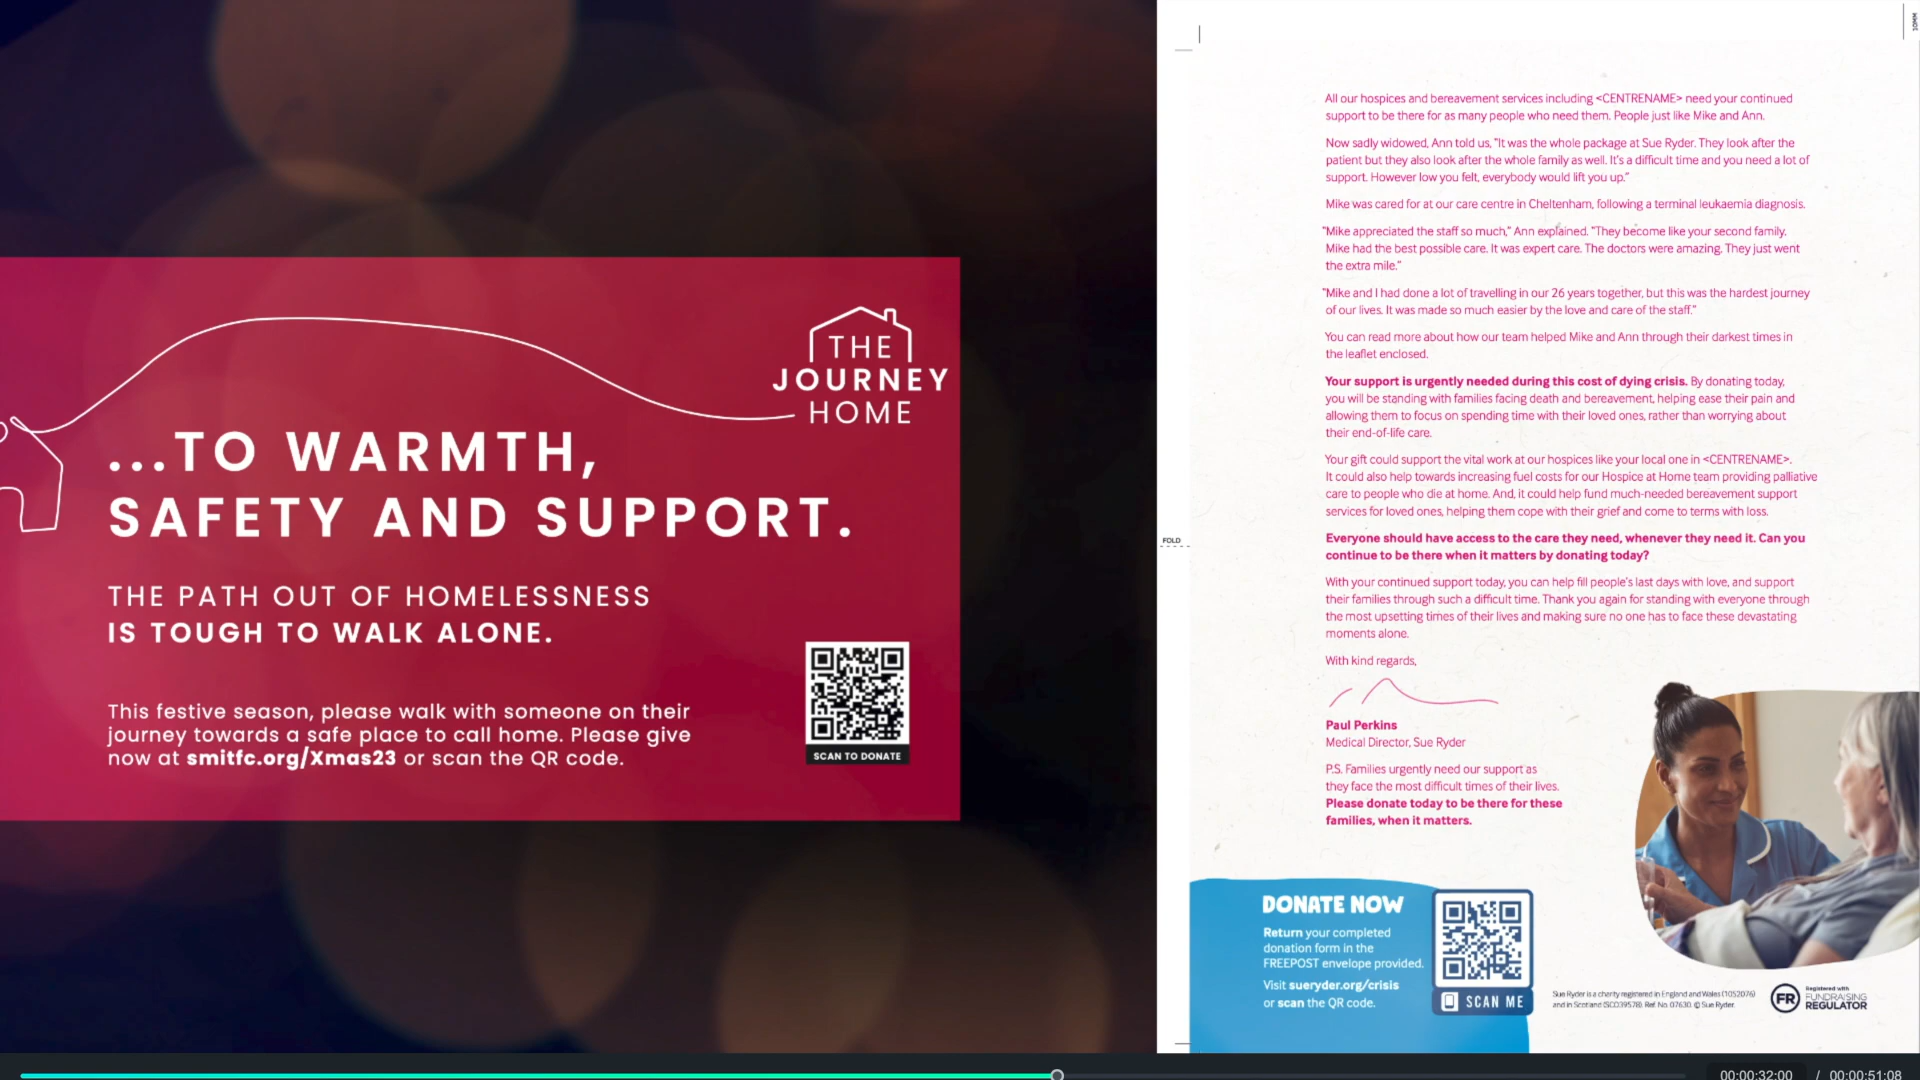 THE
JOURNEY
HOME
...TO WARMTH,
SAFETY AND SUPPORT.
THE PATH OUT OF HOMELESSNESS
IS TOUGH TO WALK ALONE.
This festive season, please walk with someone on their
journey towards a safe place to call home. Please give
now at smitfc.org/Xmas23 or scan the QR code.
SCAN TO DONATE
10MM
All our hospices and bereavement services including <CENTRENAME> need your continued
support to be there for as many people who need them. People just like Mike and Ann.
Now sadly widowed, Ann told us, "It was the whole package at Sue Ryder. They look after the
patient but they also look after the whole family as well. It's a difficult time and you need a lot of
support. However low you felt, everybody would lift you up."
Mike was cared for at our care centre in Cheltenham, following a terminal leukaemia diagnosis.
"Mike appreciated the staff so much," Ann explained. "They become like your second family.
Mike had the best possible care. It was expert care. The doctors were amazing. They just went
the extra mile."
"Mike and I had done a lot of travelling in our 26 years together, but this was the hardest journey
of our lives. It was made so much easier by the love and care of the staff."
You can read more about how our team helped Mike and Ann through their darkest times in
the leaflet enclosed.
Your support is urgently needed during this cost of dying crisis. By donating today,
you will be standing with families facing death and bereavement, helping ease their pain and
allowing them to focus on spending time with their loved ones, rather than worrying about
their end-of-life care.
Your gift could support the vital work at our hospices like your local one in <CENTRENAME>.
It could also help towards increasing fuel costs for our Hospice at Home team providing palliative
care to people who die at home. And, it could help fund much-needed bereavement support
services for loved ones, helping them cope with their grief and come to terms with loss.
FOLD
Everyone should have access to the care they need, whenever they need it. Can you
continue to be there when it matters by donating today?
With your continued support today, you can help fill people's last days with love, and support
their families through such a difficult time. Thank you again for standing with everyone through
the most upsetting times of their lives and making sure no one has to face these devastating
moments alone.
With kind regards,
Paul Perkins
Medical Director, Sue Ryder
P.S. Families urgently need our support as
they face the most difficult times of their lives.
Please donate today to be there for these
families, when it matters.
DONATE NOW
Return your completed
donation form in the
FREEPOST envelope provided.
Visit sueryder.org/crisis
or scan the QR code.
SCAN ME
Sue Ryder is a charity registered in England and Wales (1052076)
and in Scotland (SC039578). Ref. No. 07630. © Sue Ryder.
FR
Registered with
FUNDRAISING
REGULATOR
00:00:32:00 / 00:00:51:08